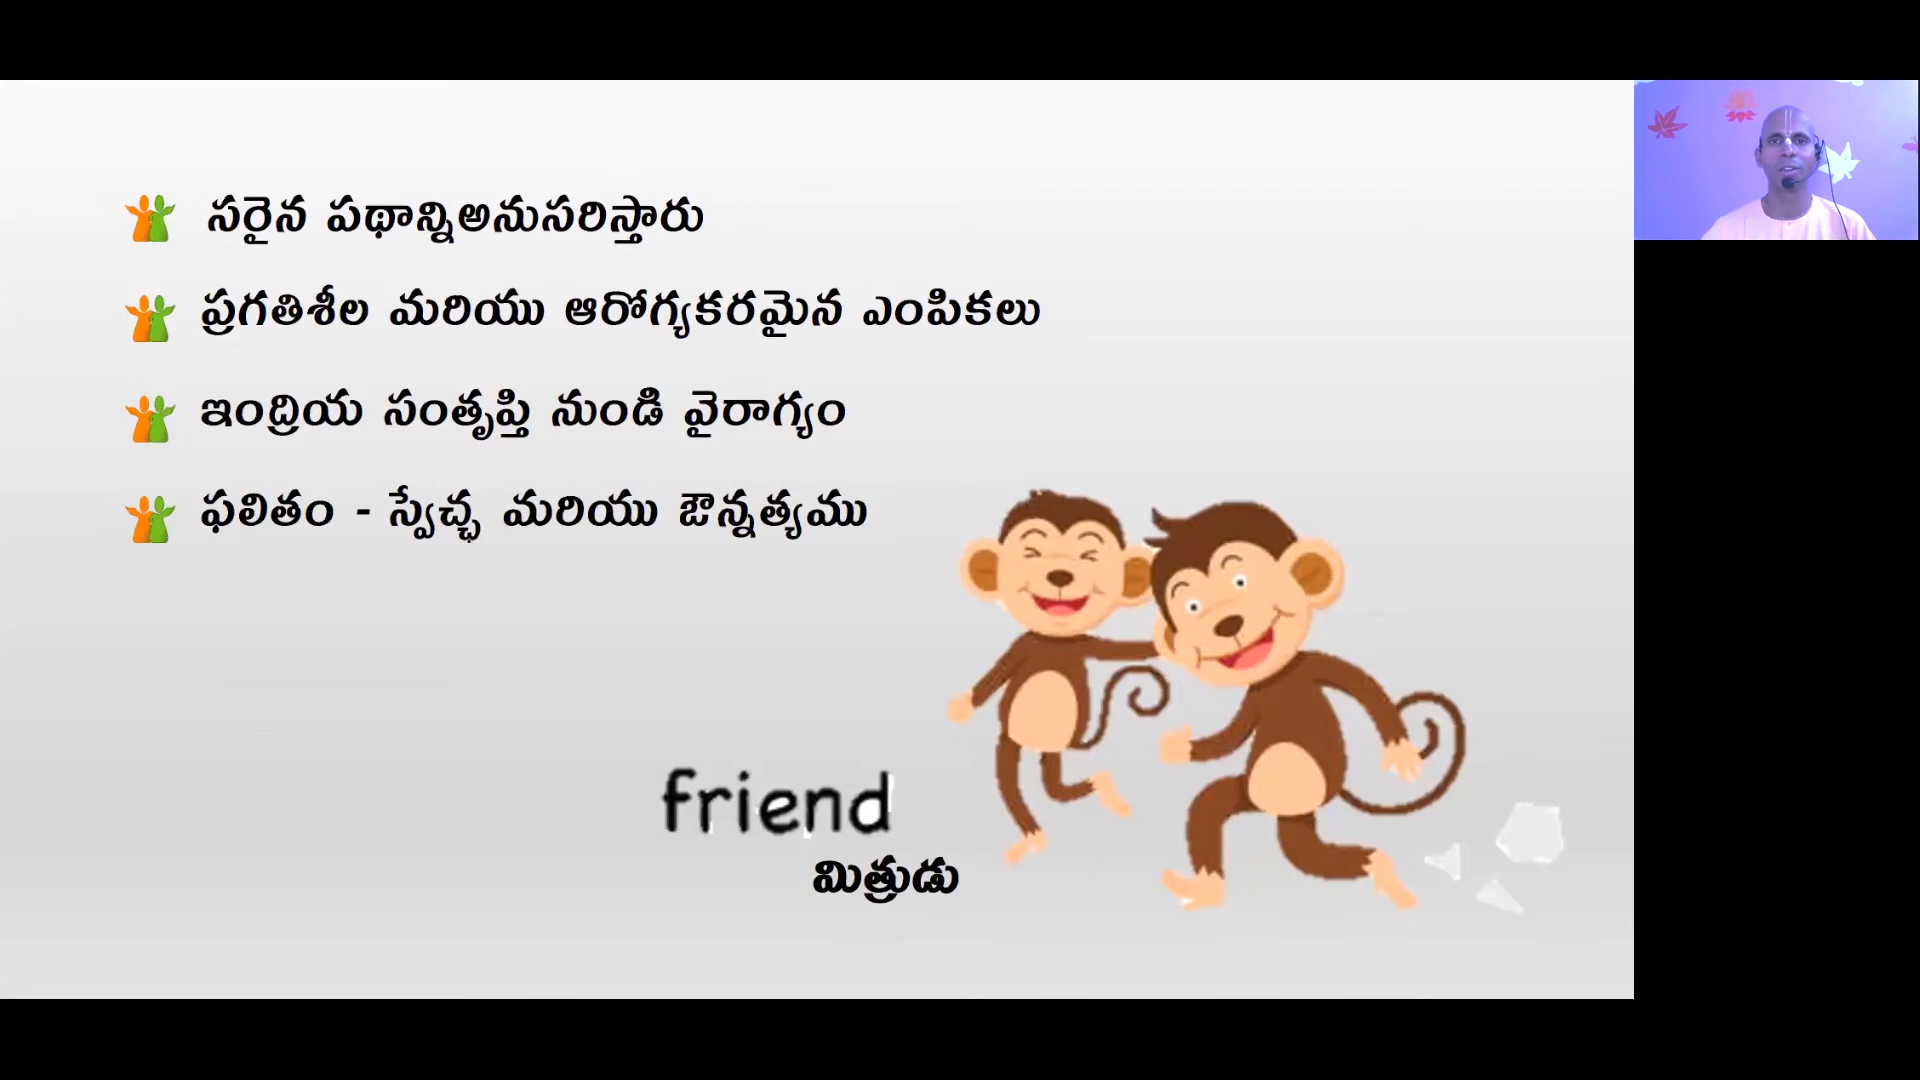 సరైన పథాన్నిఅనుసరిస్తారు
ప్రగతిశీల మరియు ఆరోగ్యకరమైన ఎంపికలు
ఇంద్రియ సంతృప్తి నుండి వైరాగ్యం
ఫలితం - స్వేచ్ఛ మరియు ఔన్నత్యము
friend
మిత్రుడు